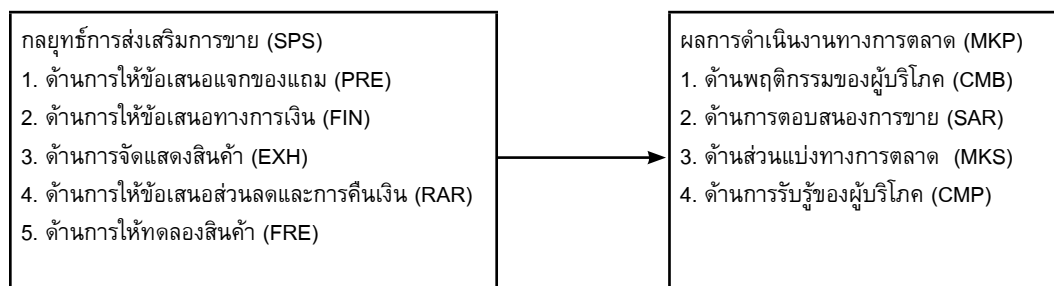 กลยุทธ์การส่งเสริมการขาย (SPS)
1. ด้านการให้ข้อเสนอแจกของแถม (PRE)
2. ด้านการให้ข้อเสนอทางการเงิน (FIN)
3. ด้านการจัดแสดงสินค้า (EXH)
4. ด้านการให้ข้อเสนอส่วนลดและการคืนเงิน (RAR)
5. ด้านการให้ทดลองสินค้า (FRE)
ผลการดำเนินงานทางการตลาด (MKP)
1. ด้านพฤติกรรมของผู้บริโภค (CMB)
2. ด้านการตอบสนองการขาย (SAR)
3. ด้านส่วนแบ่งทางการตลาด (MKS)
4. ด้านการรับรู้ของผู้บริโภค (CMP)